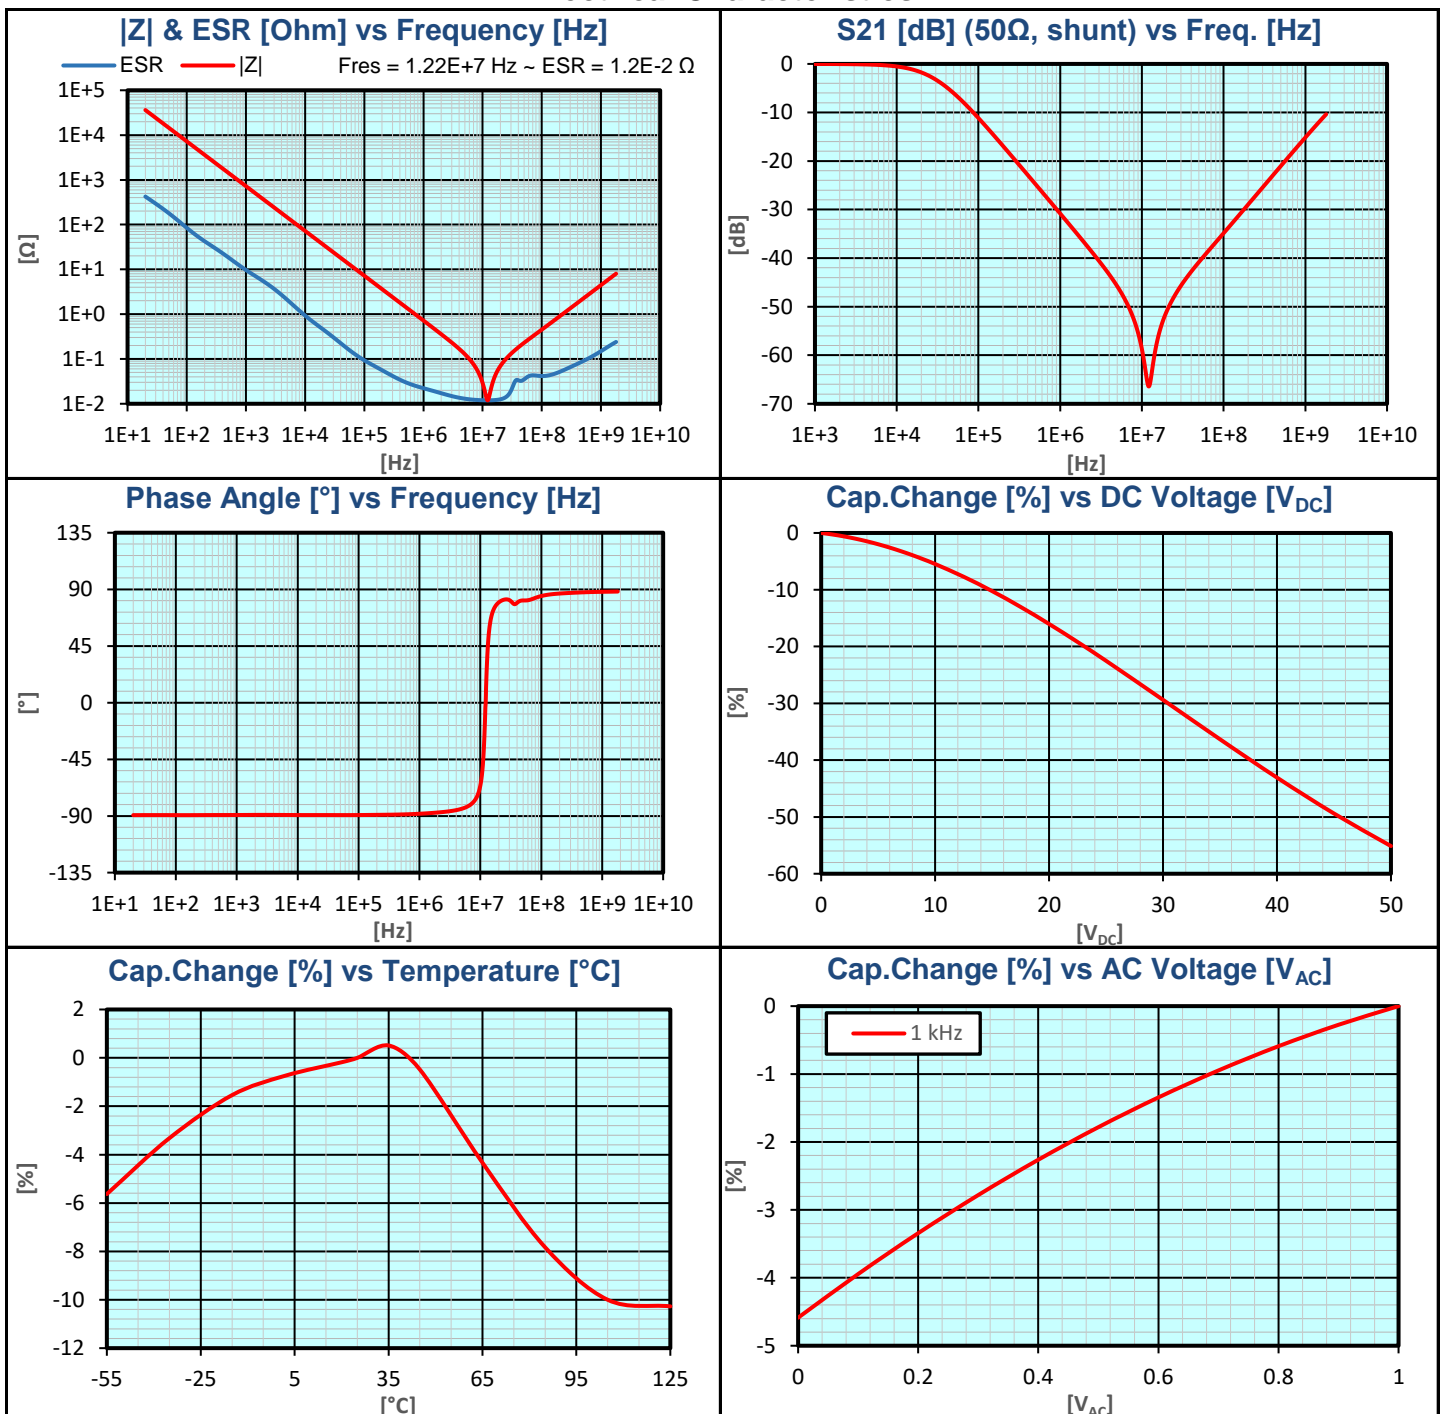 |Z| & ESR [Ohm] vs Frequency [Hz]
ESR |Z| Fres = 1.22E+7 Hz ~ ESR = 1.2E-2 Ω
1E+5
1E+4
1E+3
1E+2
1E+1
1E+0
1E-1
1E-2
[Ω]
1E+1 1E+2 1E+3 1E+4 1E+5 1E+6 1E+7 1E+8 1E+9 1E+10
[Hz]
S21 [dB] (50Ω, shunt) vs Freq. [Hz]
0
-10
-20
-30
-40
-50
-60
-70
[dB]
1E+3 1E+4 1E+5 1E+6 1E+7 1E+8 1E+9 1E+10
[Hz]
Phase Angle [°] vs Frequency [Hz]
135
90
45
0
-45
-90
-135
[°]
1E+1 1E+2 1E+3 1E+4 1E+5 1E+6 1E+7 1E+8 1E+9 1E+10
[Hz]
Cap.Change [%] vs DC Voltage [VDC]
0
-10
-20
-30
-40
-50
-60
[%]
0 10 20 30 40 50
[VDC]
Cap.Change [%] vs Temperature [°C]
2
0
-2
-4
-6
-8
-10
-12
[%]
-55 -25 5 35 65 95 125
[°C]
Cap.Change [%] vs AC Voltage [VAC]
1 kHz
0
-1
-2
-3
-4
-5
[%]
0 0.2 0.4 0.6 0.8 1
[VAC]